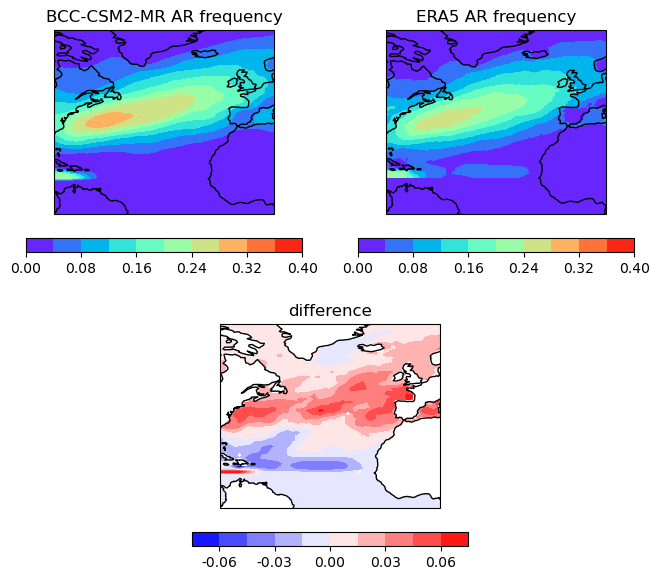 BCC-CSM2-MR AR frequency
ERA5 AR frequency
0.00 0.08 0.16 0.24 0.32 0.40
0.00 0.08 0.16 0.24 0.32 0.40
difference
-0.06 -0.03 0.00 0.03 0.06